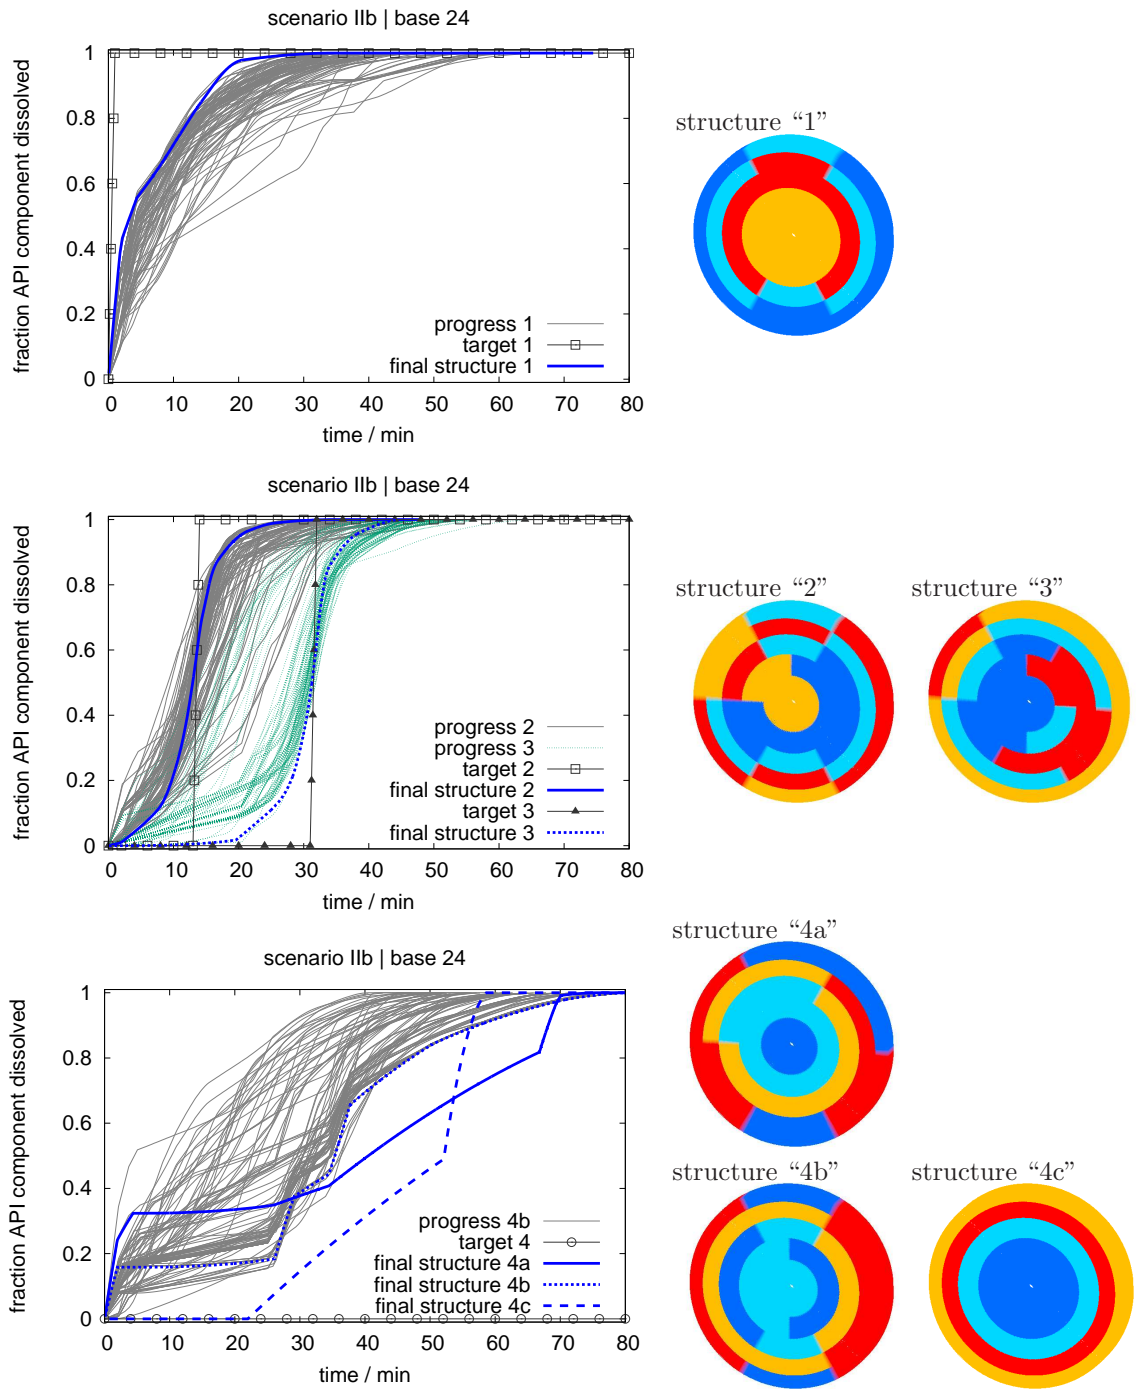 scenario IIb | base 24
fraction API component dissolved
1
0.8
0.6
0.4
0.2
0
0 10 20 30 40 50 60 70 80
time / min
progress 1
target 1
final structure 1
structure “1”
scenario IIb | base 24
fraction API component dissolved
1
0.8
0.6
0.4
0.2
0
0 10 20 30 40 50 60 70 80
time / min
progress 2
progress 3
target 2
final structure 2
target 3
final structure 3
structure “2”
structure “3”
scenario IIb | base 24
fraction API component dissolved
1
0.8
0.6
0.4
0.2
0
0 10 20 30 40 50 60 70 80
time / min
progress 4b
target 4
final structure 4a
final structure 4b
final structure 4c
structure “4a”
structure “4b”
structure “4c”